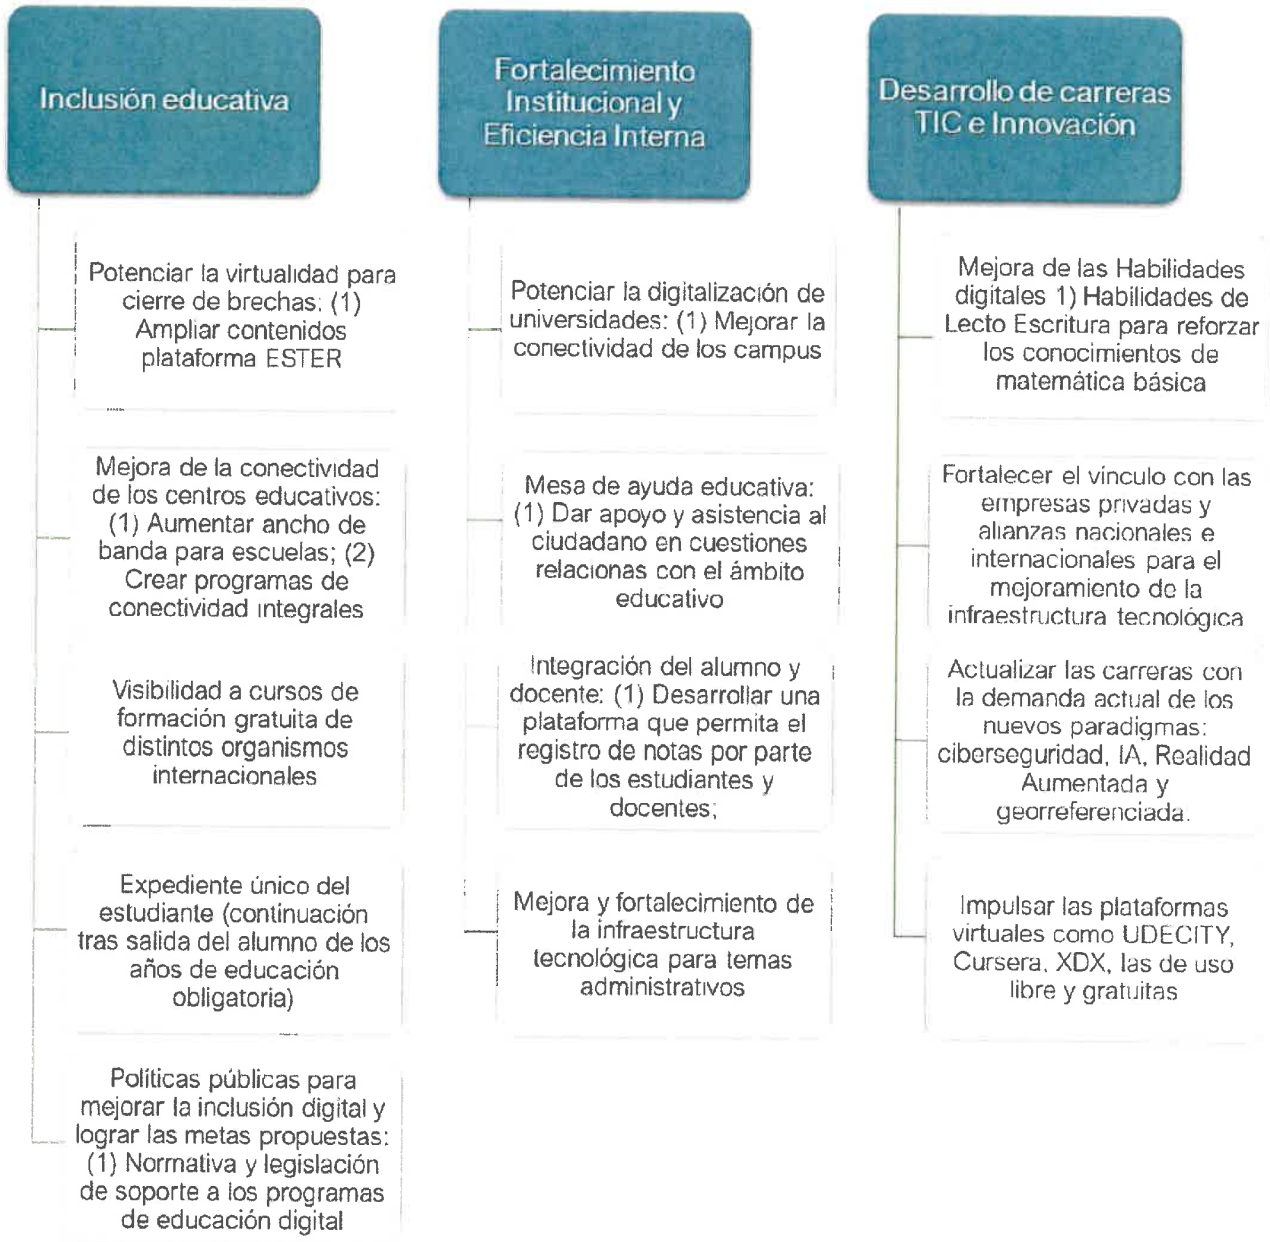 Inclusión educativa
Potenciar la virtualidad para
cierre de brechas: (1)
Ampliar contenidos
plataforma ESTER
Mejora de la conectividad
de los centros educativos:
(1) Aumentar ancho de
banda para escuelas; (2)
Crear programas de
conectividad integrales
Visibilidad a cursos de
formación gratuita de
distintos organismos
internacionales
Expediente único del
estudiante (continuación
tras salida del alumno de los
años de educación
obligatoria)
Políticas públicas para
mejorar la inclusión digital y
lograr las metas propuestas:
(1) Normativa y legislación
de soporte a los programas
de educación digital
Fortalecimiento
Institucional y
Eficiencia Interna
Potenciar la digitalización de
universidades: (1) Mejorar la
conectividad de los campus
Mesa de ayuda educativa:
(1) Dar apoyo y asistencia al
ciudadano en cuestiones
relacionas con el ámbito
educativo
Integración del alumno y
docente: (1) Desarrollar una
plataforma que permita el
registro de notas por parte
de los estudiantes y
docentes;
Mejora y fortalecimiento de
la infraestructura
tecnológica para temas
administrativos
Desarrollo de carreras
TIC e Innovación
Mejora de las Habilidades
digitales 1) Habilidades de
Lecto Escritura para reforzar
los conocimientos de
matemática básica
Fortalecer el vínculo con las
empresas privadas y
alianzas nacionales e
internacionales para el
mejoramiento de la
infraestructura tecnológica
Actualizar las carreras con
la demanda actual de los
nuevos paradigmas:
ciberseguridad, IA, Realidad
Aumentada y
georreferenciada.
Impulsar las plataformas
virtuales como UDECITY,
Cursera, XDX, las de uso
libre y gratuitas